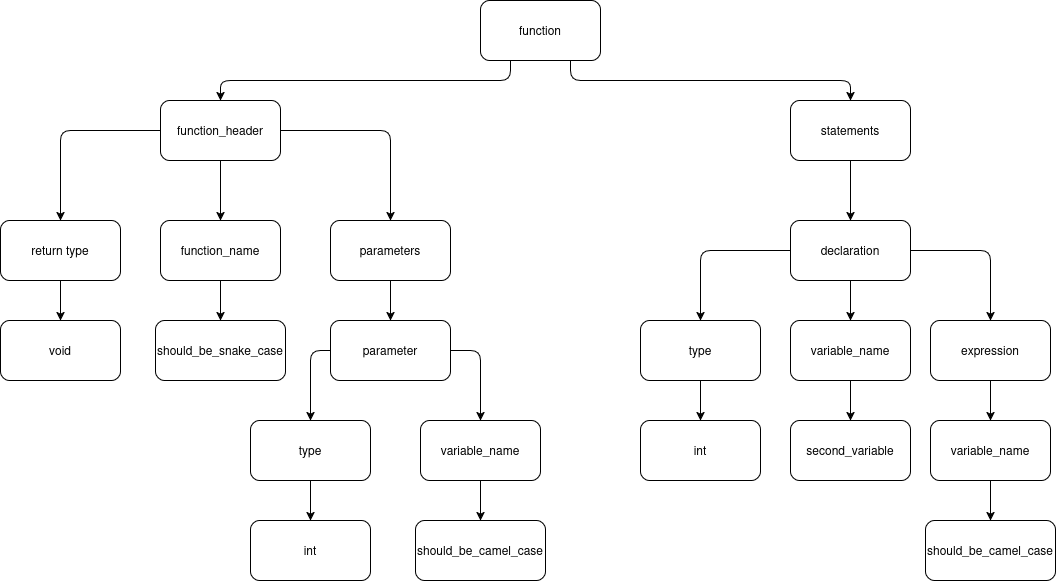 function
function_header
statements
return type
function_name
parameters
declaration
void
should_be_snake_case
parameter
type
variable_name
expression
type
variable_name
int
second_variable
variable_name
int
should_be_camel_case
should_be_camel_case